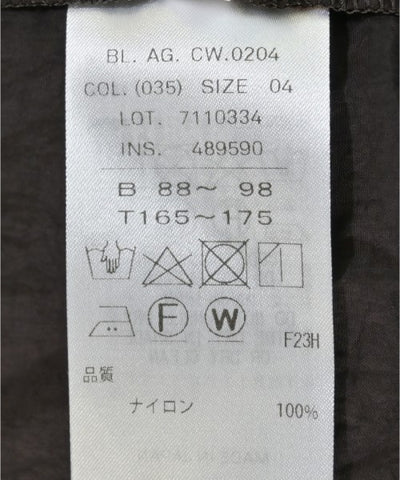 BL. AG. CW.0204
COL. (035) SIZE 04
LOT. 7110334
INS. 489590
B 88～ 98
T165～175
F W
F23H
品質
ナイロン 100%